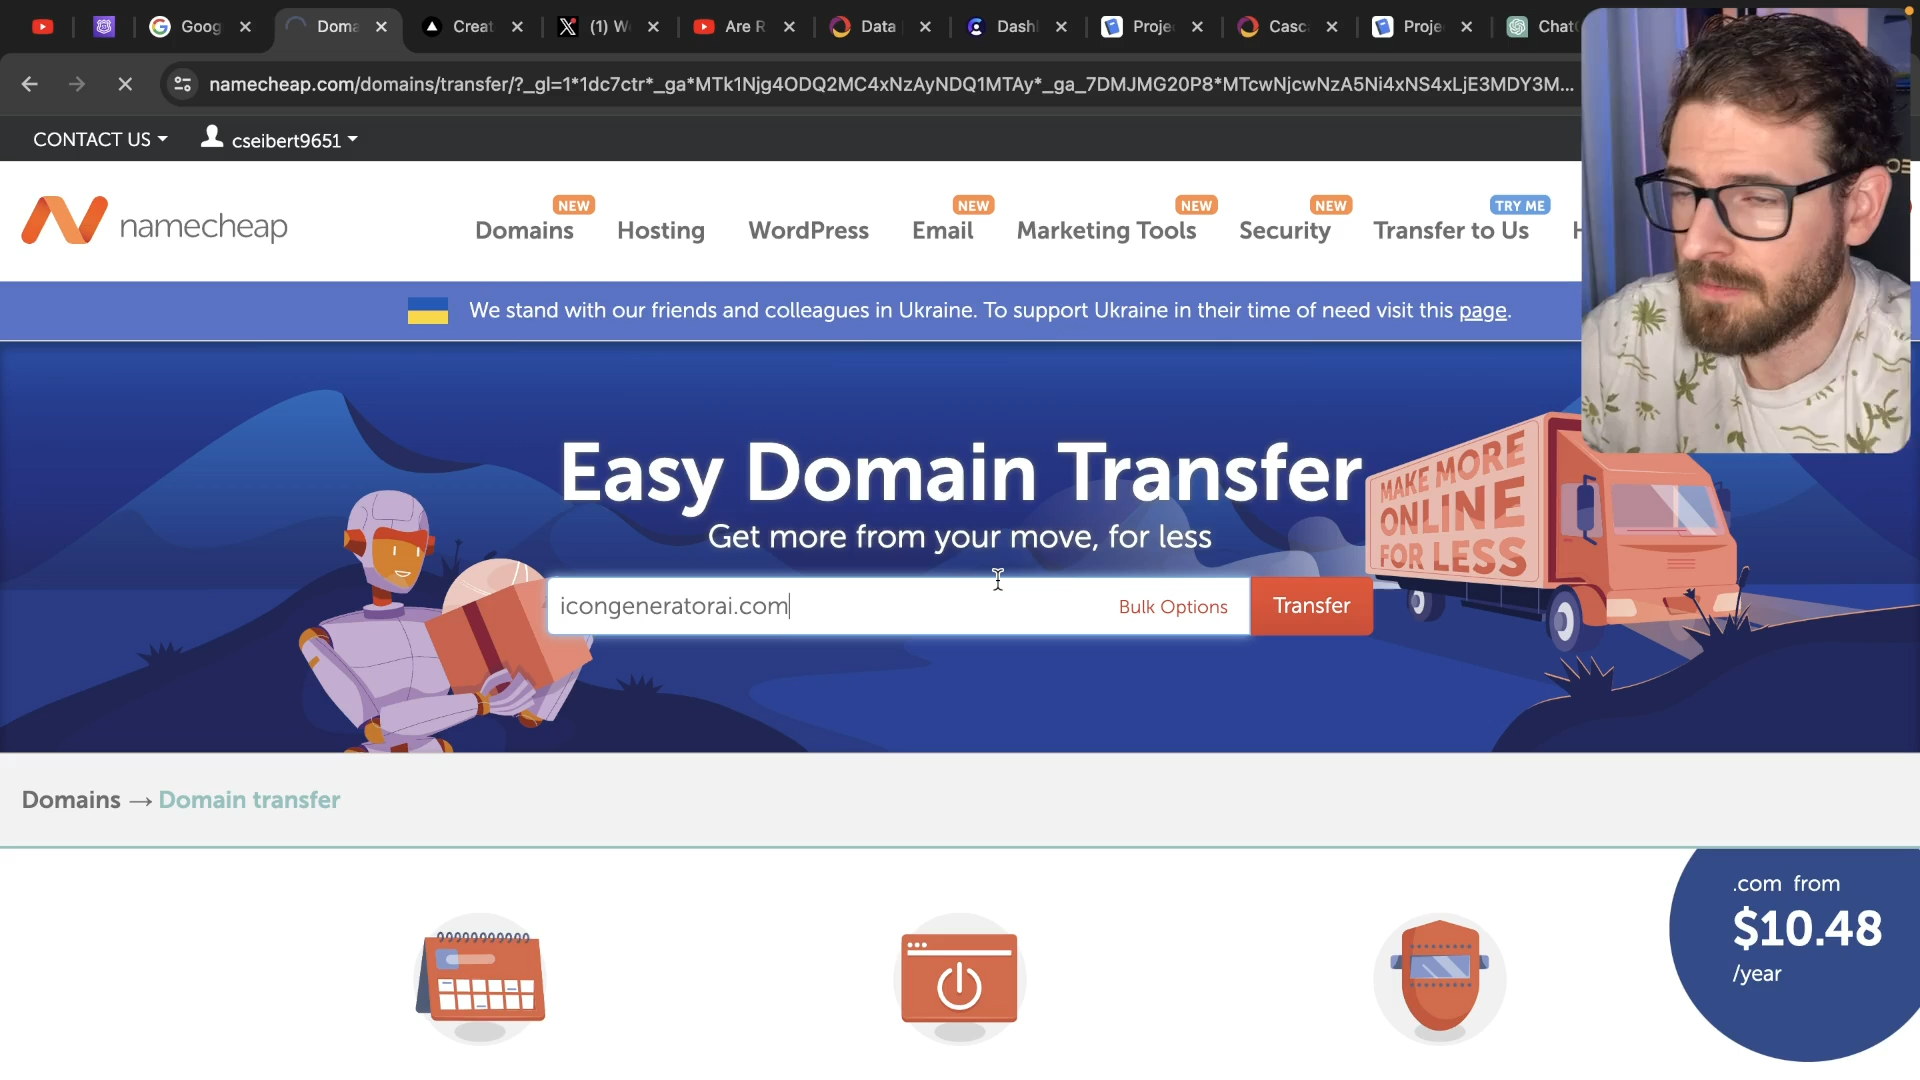 Goog
Doma
Creat
(1) W
Are R
Data
Dash
Proje
Casc
Proje
Chat
namecheap.com/domains/transfer/?_gl=1*1dc7ctr*_ga*MTk1Njg4ODQ2MC4xNzAyNDQ1MTAy*_ga_7DMJMG20P8*MTcwNjcwNzA5Ni4xNS4xLjE3MDY3M...
CONTACT US
cseibert9651
namecheap
NEW
NEW
NEW
NEW
TRY ME
Domains
Hosting
WordPress
Email
Marketing Tools
Security
Transfer to Us
We stand with our friends and colleagues in Ukraine. To support Ukraine in their time of need visit this page.
Easy Domain Transfer
Get more from your move, for less
MAKE MORE
ONLINE
FOR LESS
icongeneratorai.com
Bulk Options
Transfer
Domains → Domain transfer
.com from
$10.48
/year